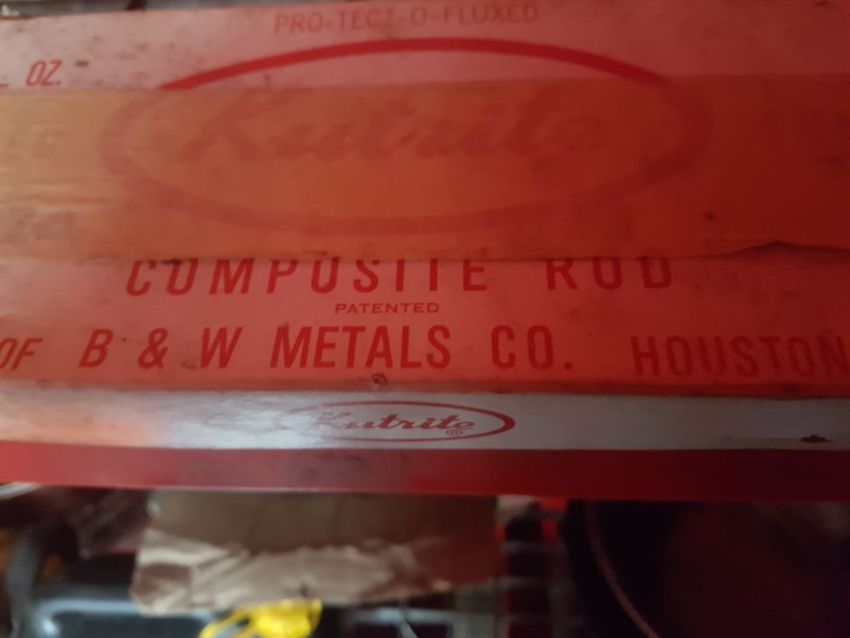 PRO-TECT-O-FLUXED
OZ.
Kutrite
COMPOSITE ROD
PATENTED
OF B & W METALS CO. HOUSTON
Kutrite ®